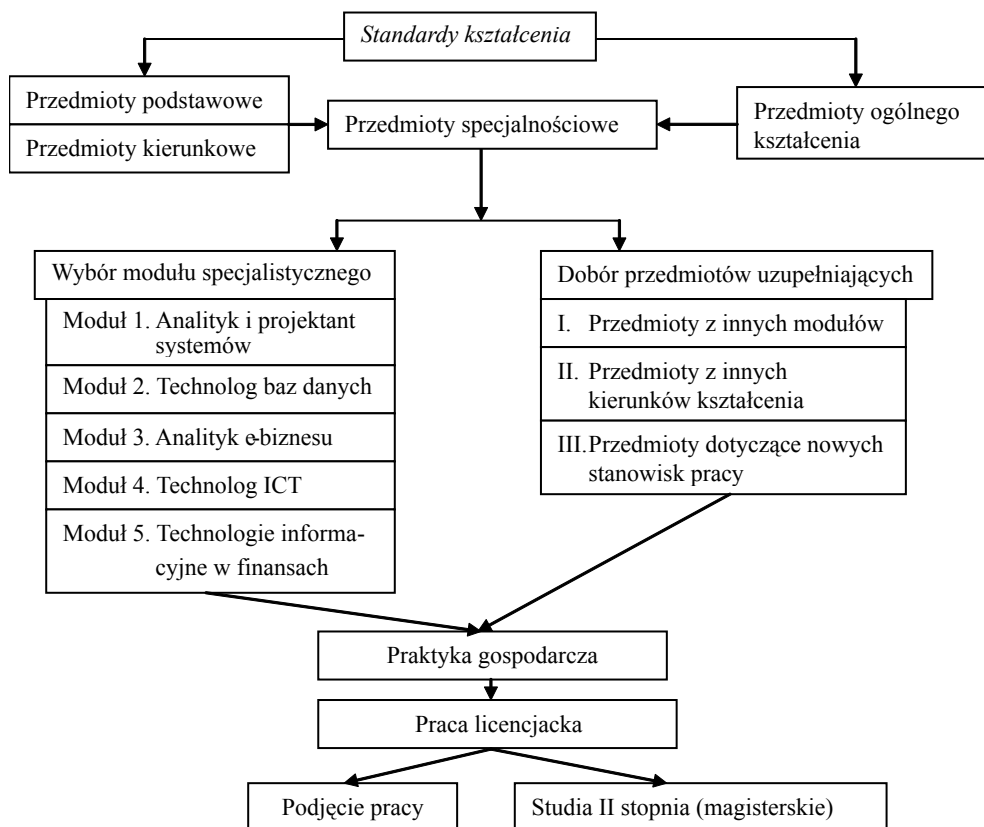 Standardy kształcenia
Przedmioty podstawowe
Przedmioty kierunkowe
Przedmioty specjalnościowe
Przedmioty ogólnego
kształcenia
Wybór modułu specjalistycznego
Moduł 1. Analityk i projektant
systemów
Moduł 2. Technolog baz danych
Moduł 3. Analityk e-biznesu
Moduł 4. Technolog ICT
Moduł 5. Technologie informa-
cyjne w finansach
Dobór przedmiotów uzupełniających
I. Przedmioty z innych modułów
II. Przedmioty z innych
kierunków kształcenia
III. Przedmioty dotyczące nowych
stanowisk pracy
Praktyka gospodarcza
Praca licencjacka
Podjęcie pracy
Studia II stopnia (magisterskie)